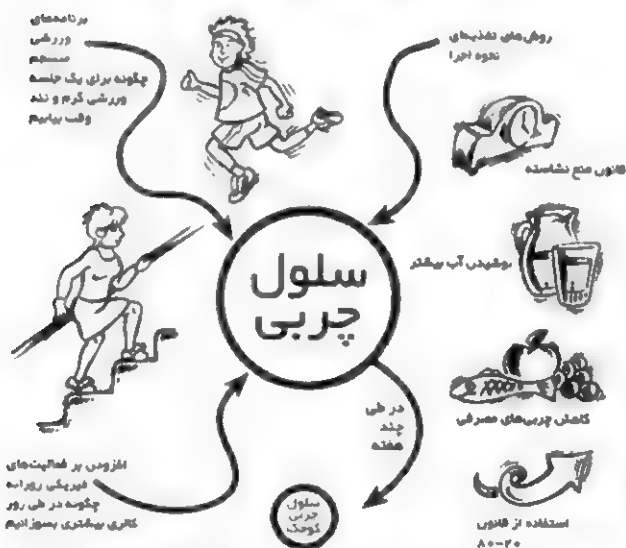 روش‌های تغذیه‌ای
نحوه اجرا
قانون منع نشاسته
نوشیدن آب بیشتر
کاهش چربی‌های مصرفی
استفاده از قانون
۸۰-۲۰
برنامه‌های
ورزشی
منسجم
چگونه برای یک جلسه
ورزشی گرم و تند
وقت بیابیم
سلول
چربی
افزودن بر فعالیت‌های
فیزیکی روزانه
چگونه در طی روز
کالری بیشتری بسوزانیم
در طی
چند
هفته
سلول
چربی
کوچک